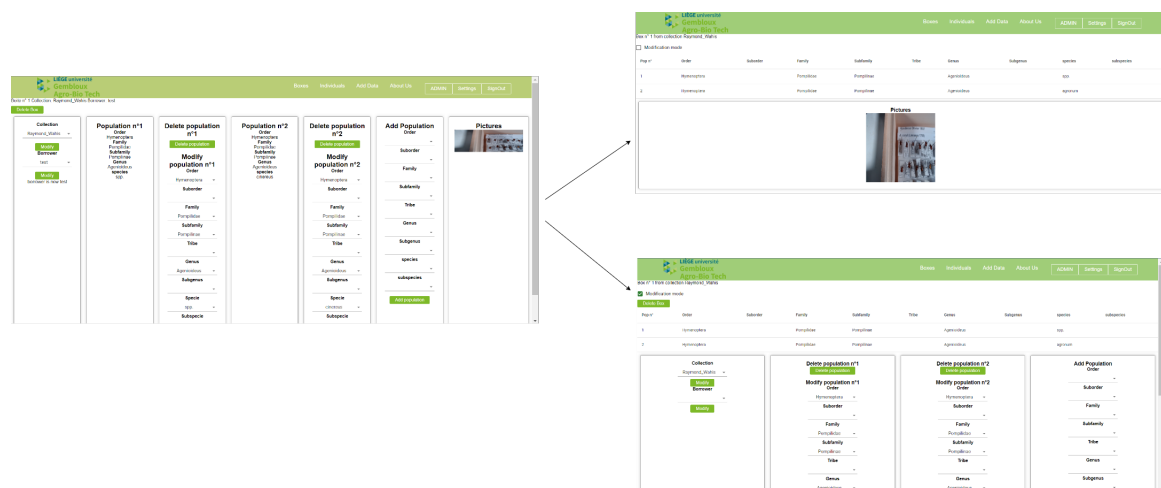 LIÈGE université
Gembloux
Agro-Bio Tech
Boxes Individuals Add Data About Us ADMIN Settings SignOut
Box n° 1 Collection: Raymond_Wahis Borrower: test
Delete Box
Collection
Raymond_Wahis
Modify
Borrower
test
Modify
borrower is now test
Population n°1
Order
Hymenoptera
Family
Pompilidae
Subfamily
Pompilinae
Genus
Agenioideus
species
spp
Delete population
n°1
Delete population
Modify
population n°1
Order
Hymenoptera
Suborder
Family
Pompilidae
Subfamily
Pompilinae
Tribe
Genus
Agenioideus
Subgenus
Specie
spp
Subspecie
Population n°2
Order
Hymenoptera
Family
Pompilidae
Subfamily
Pompilinae
Genus
Agenioideus
species
cinereus
Delete population
n°2
Delete population
Modify
population n°2
Order
Hymenoptera
Suborder
Family
Pompilidae
Subfamily
Pompilinae
Tribe
Genus
Agenioideus
Subgenus
Specie
cinereus
Subspecie
Add Population
Order
Suborder
Family
Subfamily
Tribe
Genus
Subgenus
species
subspecies
Add population
Pictures
LIÈGE université
Gembloux
Agro-Bio Tech
Boxes Individuals Add Data About Us ADMIN Settings SignOut
Box n° 1 from collection Raymond_Wahis
Modification mode
Pop n° Order Suborder Family Subfamily Tribe Genus Subgenus species subspecies
1 Hymenoptera Pompilidae Pompilinae Agenioideus spp
2 Hymenoptera Pompilidae Pompilinae Agenioideus
Pictures
LIÈGE université
Gembloux
Agro-Bio Tech
Boxes Individuals Add Data About Us ADMIN Settings SignOut
Box n° 1 from collection Raymond_Wahis
Modification mode
Delete Box
Pop n° Order Suborder Family Subfamily Tribe Genus Subgenus species subspecies
1 Hymenoptera Pompilidae Pompilinae Agenioideus spp
2 Hymenoptera Pompilidae Pompilinae Agenioideus
Collection
Raymond_Wahis
Modify
Borrower
Modify
Delete population n°1
Delete population
Modify population n°1
Order
Hymenoptera
Suborder
Family
Pompilidae
Subfamily
Pompilinae
Tribe
Genus
Agenioideus
Delete population n°2
Delete population
Modify population n°2
Order
Hymenoptera
Suborder
Family
Pompilidae
Subfamily
Pompilinae
Tribe
Genus
Agenioideus
Add Population
Order
Suborder
Family
Subfamily
Tribe
Genus
Subgenus